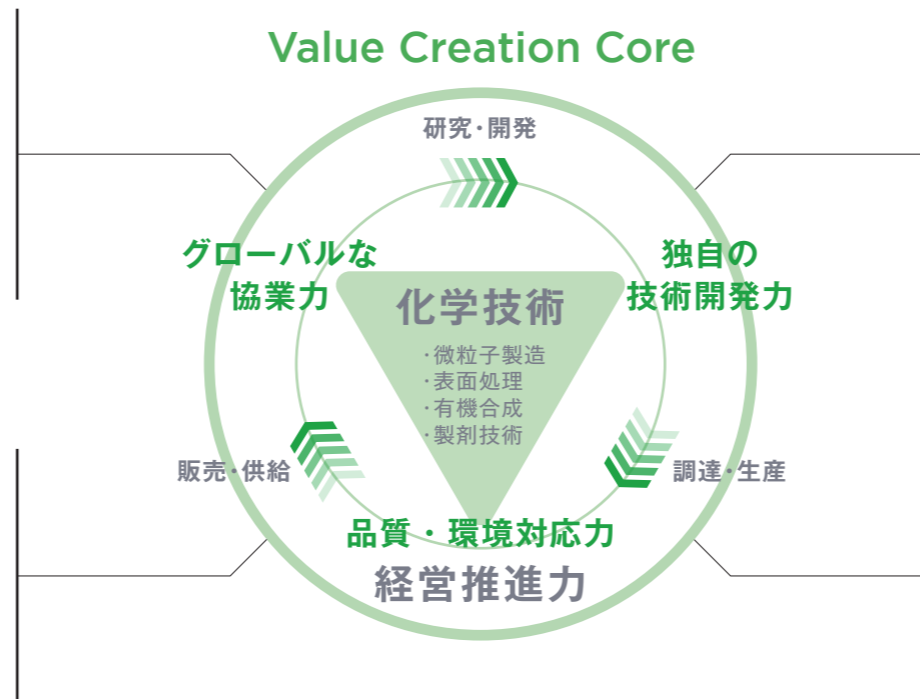 Value Creation Core
研究・開発
グローバルな
協業力
独自の
技術開発力
化学技術
・微粒子製造
・表面処理
・有機合成
・製剤技術
販売・供給
調達・生産
品質・環境対応力
経営推進力